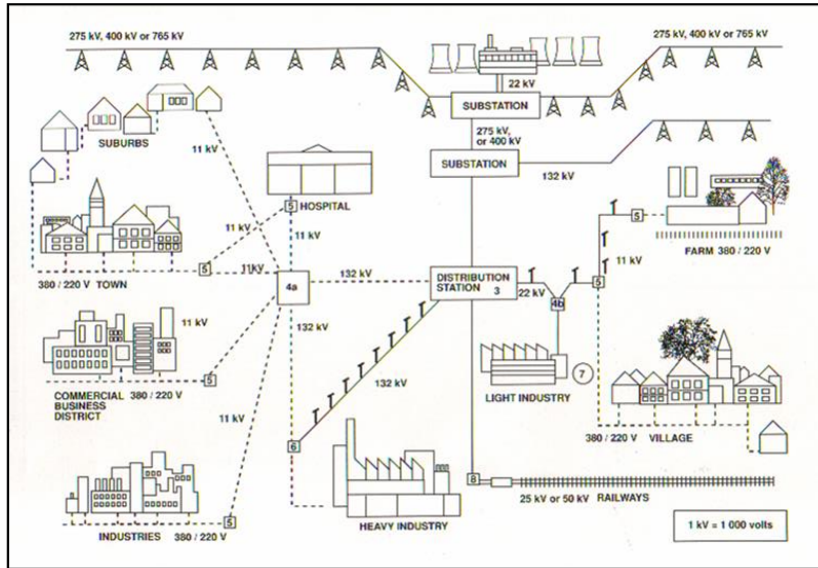 275 kV, 400 kV or 765 kV
275 kV, 400 kV or 765 kV
22 kV
SUBSTATION
275 kV,
or 400 kV
SUBSTATION
132 kV
SUBURBS
11 kV
HOSPITAL
5
11 kV
11 kV
380 / 220 V TOWN
5
11kV
4a
132 kV
DISTRIBUTION
STATION 3
22 kV
4b
5
FARM 380 / 220 V
11 kV
5
11 kV
132 kV
132 kV
COMMERCIAL 380 / 220 V
BUSINESS
DISTRICT
5
11 kV
LIGHT INDUSTRY
7
380 / 220 V VILLAGE
6
HEAVY INDUSTRY
8
25 kV or 50 kV RAILWAYS
INDUSTRIES 380 / 220 V
5
1 kV = 1 000 volts